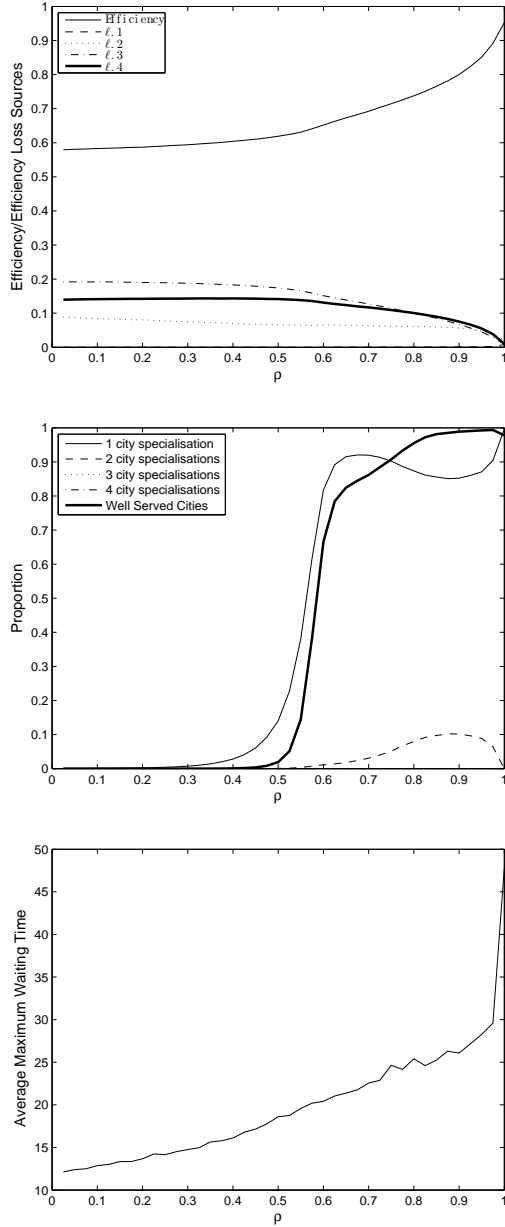 Efficiency
ℓ.1
ℓ.2
ℓ.3
ℓ.4
1
0.9
0.8
0.7
0.6
0.5
0.4
0.3
0.2
0.1
0
Efficiency/Efficiency Loss Sources
0 0.1 0.2 0.3 0.4 0.5 0.6 0.7 0.8 0.9 1
ρ
1 city specialisation
2 city specialisations
3 city specialisations
4 city specialisations
Well Served Cities
1
0.9
0.8
0.7
0.6
0.5
0.4
0.3
0.2
0.1
0
Proportion
0 0.1 0.2 0.3 0.4 0.5 0.6 0.7 0.8 0.9 1
ρ
50
45
40
35
30
25
20
15
10
Average Maximum Waiting Time
0 0.1 0.2 0.3 0.4 0.5 0.6 0.7 0.8 0.9 1
ρ